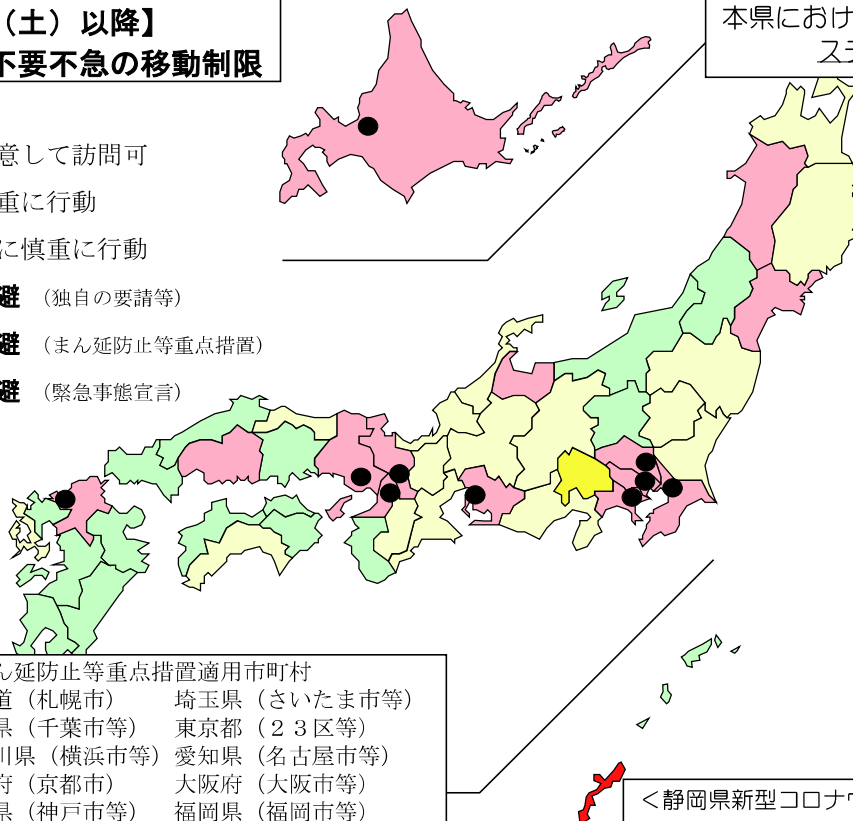 （土）以降】
不要不急の移動制限
本県におけ
意して訪問可
重に行動
に慎重に行動
避 （独自の要請等）
避 （まん延防止等重点措置）
避 （緊急事態宣言）
ん延防止等重点措置適用市町村
道（札幌市） 埼玉県（さいたま市等）
県（千葉市等） 東京都（２３区等）
川県（横浜市等） 愛知県（名古屋市等）
府（京都市） 大阪府（大阪市等）
県（神戸市等） 福岡県（福岡市等）
＜静岡県新型コロナ